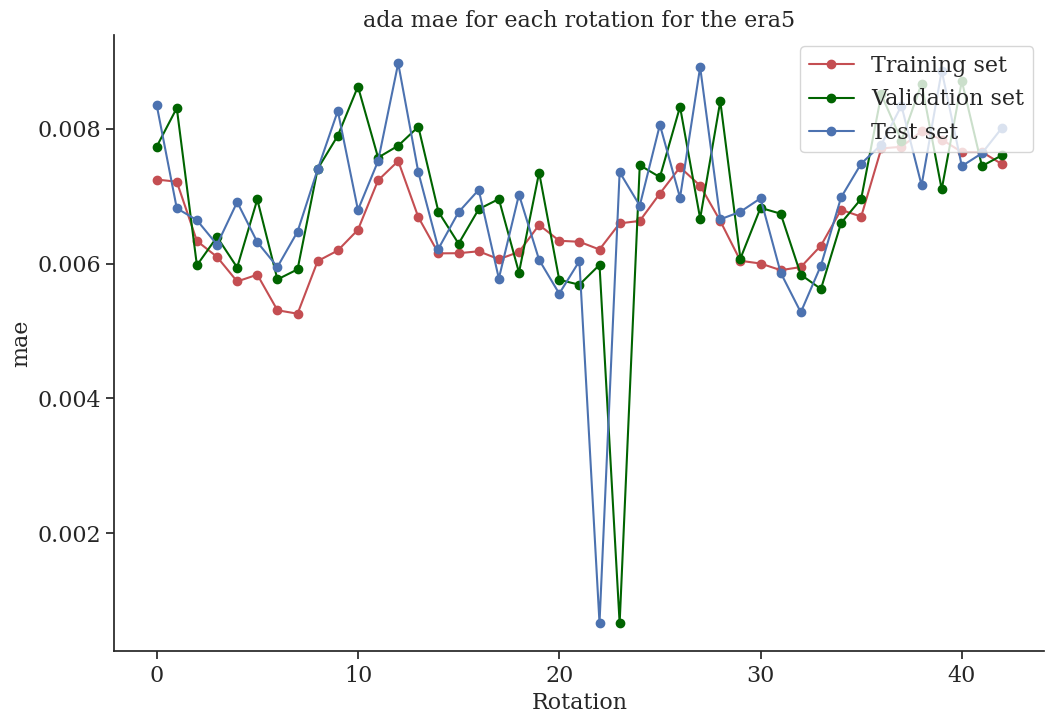 ada mae for each rotation for the era5
Training set
Validation set
Test set
0.008
0.006
0.004
0.002
mae
0 10 20 30 40
Rotation